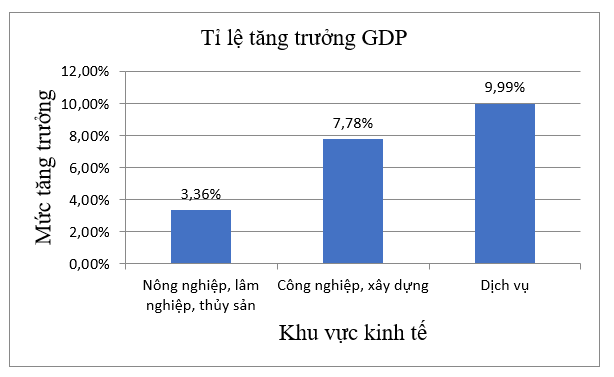 Tỉ lệ tăng trưởng GDP
Mức tăng trưởng
12,00%
10,00%
8,00%
6,00%
4,00%
2,00%
0,00%
3,36%
7,78%
9,99%
Nông nghiệp, lâm
nghiệp, thủy sản
Công nghiệp, xây dựng
Dịch vụ
Khu vực kinh tế